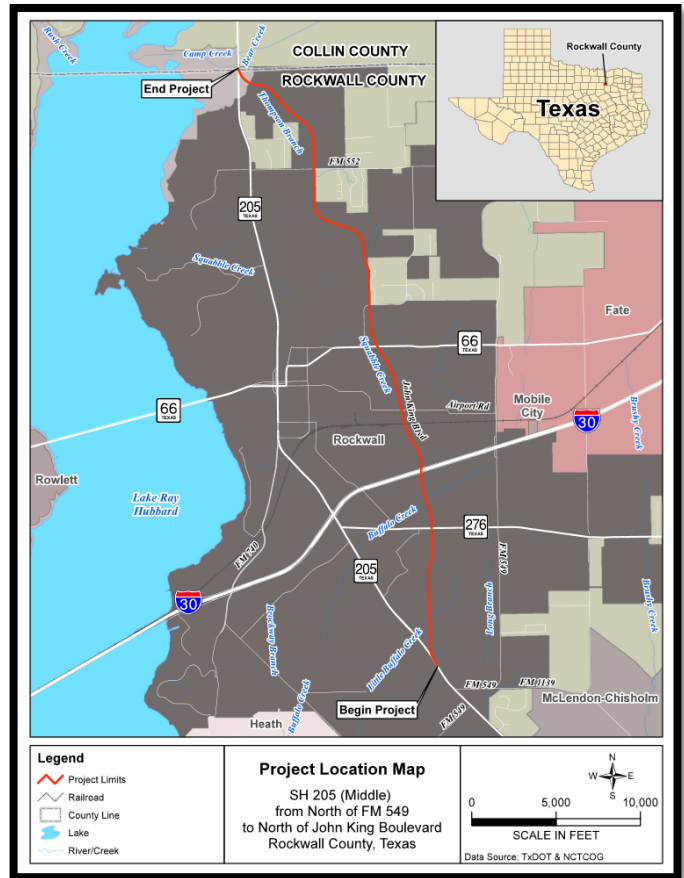 Rush Creek
Camp Creek
Bear Creek
COLLIN COUNTY
ROCKWALL COUNTY
End Project
Thompson Branch
FM 552
Rockwall County
Texas
205
TEXAS
Squabble Creek
Fate
66
TEXAS
Squabble Creek
John King Blvd
Airport Rd
Mobile
City
30
Brushy Creek
66
TEXAS
Rockwall
Rowlett
Lake Ray
Hubbard
Buffalo Creek
276
TEXAS
FM 549
FM 740
205
TEXAS
30
Brockway Branch
Little Buffalo Creek
Long Branch
Brushy Creek
Buffalo Creek
Heath
Begin Project
FM 549
FM 549
FM 1139
McLendon-Chisholm
Legend
Project Limits
Railroad
County Line
Lake
River/Creek
Project Location Map
SH 205 (Middle)
from North of FM 549
to North of John King Boulevard
Rockwall County, Texas
N
W
E
S
0
5,000
10,000
SCALE IN FEET
Data Source: TxDOT & NCTCOG